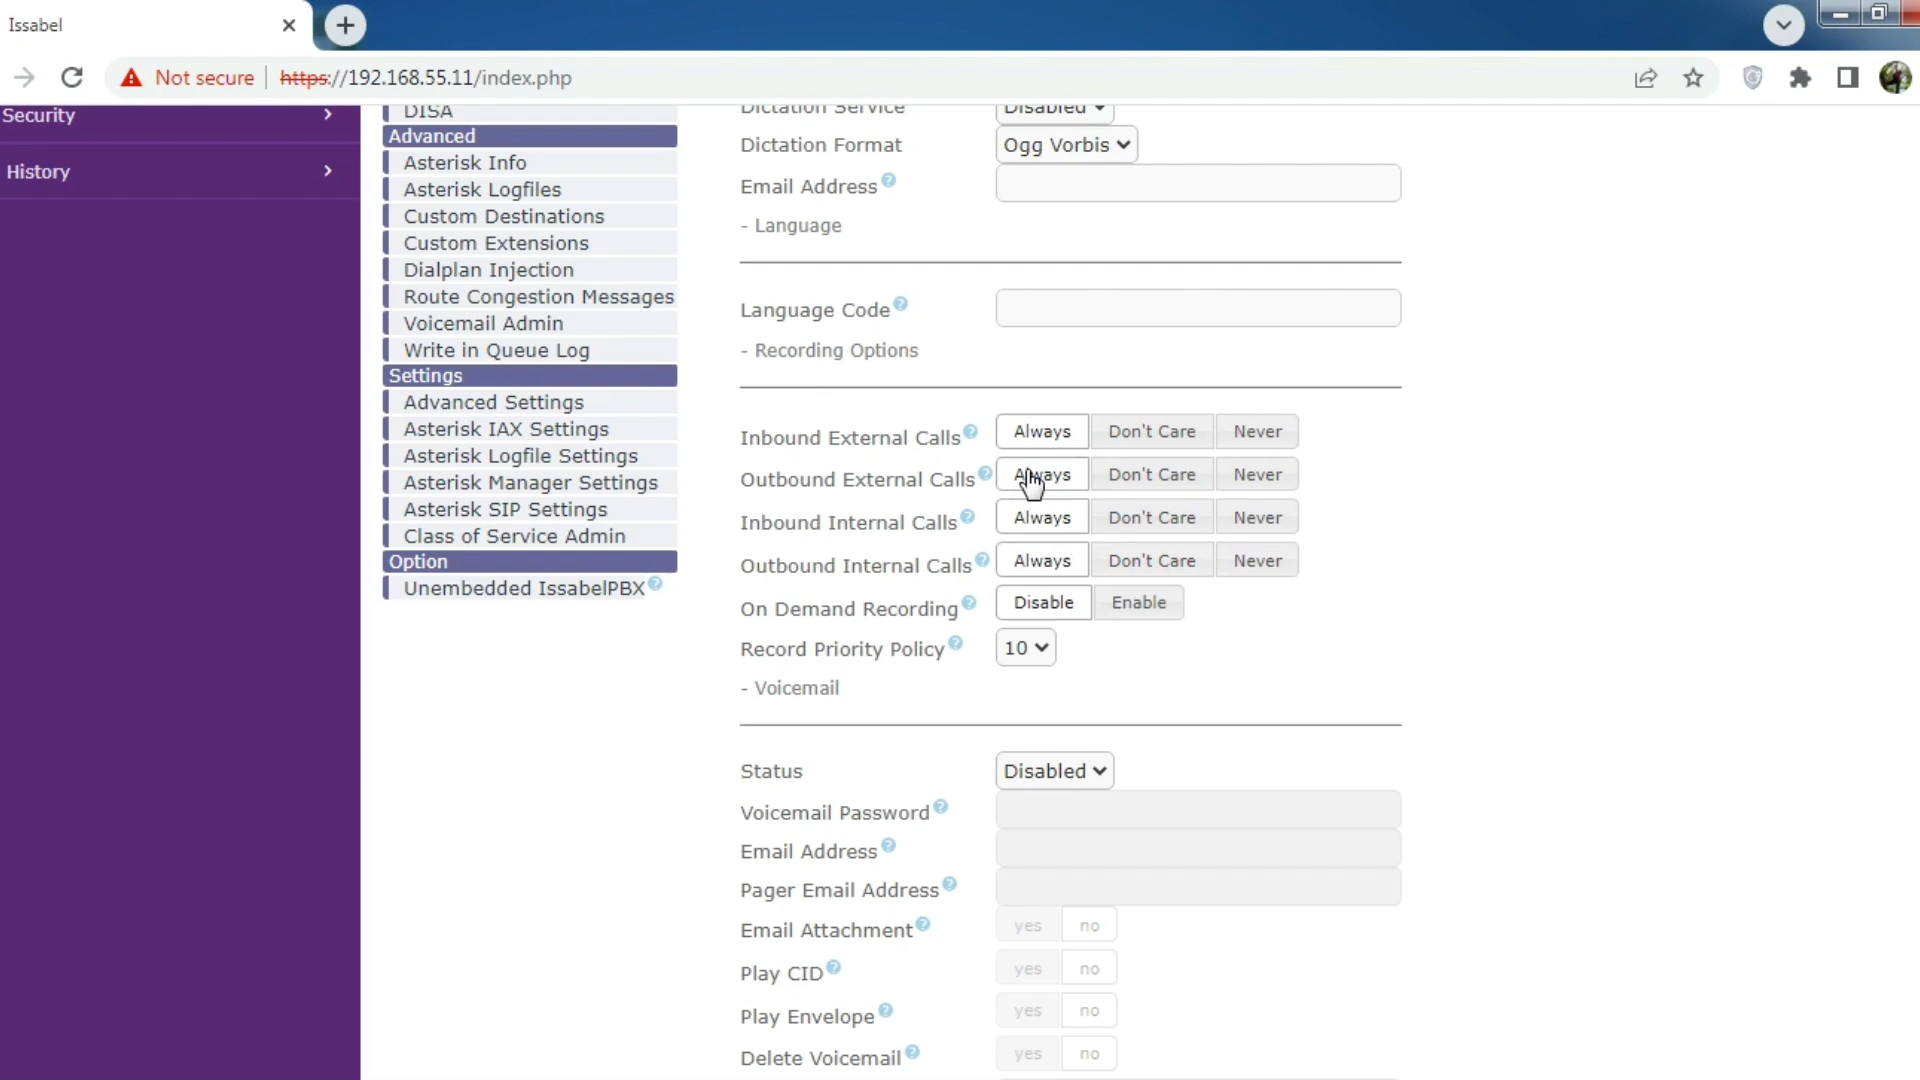 Issabel
Not secure
https://192.168.55.11/index.php
Security
History
DISA
Advanced
Asterisk Info
Asterisk Logfiles
Custom Destinations
Custom Extensions
Dialplan Injection
Route Congestion Messages
Voicemail Admin
Write in Queue Log
Settings
Advanced Settings
Asterisk IAX Settings
Asterisk Logfile Settings
Asterisk Manager Settings
Asterisk SIP Settings
Class of Service Admin
Option
Unembedded IssabelPBX ?
Dictation Service Disabled
Dictation Format Ogg Vorbis
Email Address ?
- Language
Language Code ?
- Recording Options
Inbound External Calls ? Always Don't Care Never
Outbound External Calls ? Always Don't Care Never
Inbound Internal Calls ? Always Don't Care Never
Outbound Internal Calls ? Always Don't Care Never
On Demand Recording ? Disable Enable
Record Priority Policy ? 10
- Voicemail
Status Disabled
Voicemail Password ?
Email Address ?
Pager Email Address ?
Email Attachment ? yes no
Play CID ? yes no
Play Envelope ? yes no
Delete Voicemail ? yes no